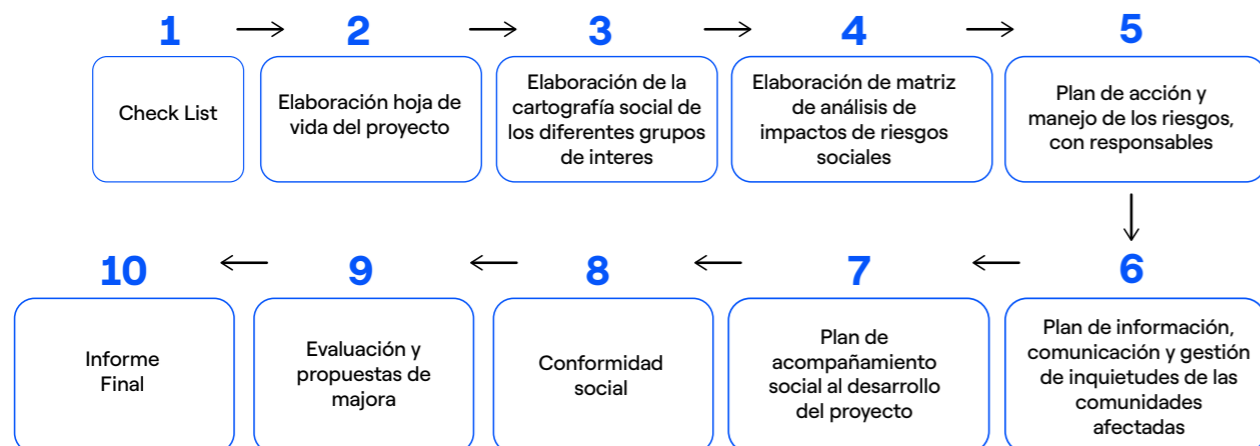 1
Check List
2
Elaboración hoja de
vida del proyecto
3
Elaboración de la
cartografía social de
los diferentes grupos
de interes
4
Elaboración de matriz
de análisis de
impactos de riesgos
sociales
5
Plan de acción y
manejo de los riesgos,
con responsables
6
Plan de información,
comunicación y gestión
de inquietudes de las
comunidades
afectadas
7
Plan de
acompañamiento
social al desarrollo
del proyecto
8
Conformidad
social
9
Evaluación y
propuestas de
majora
10
Informe
Final